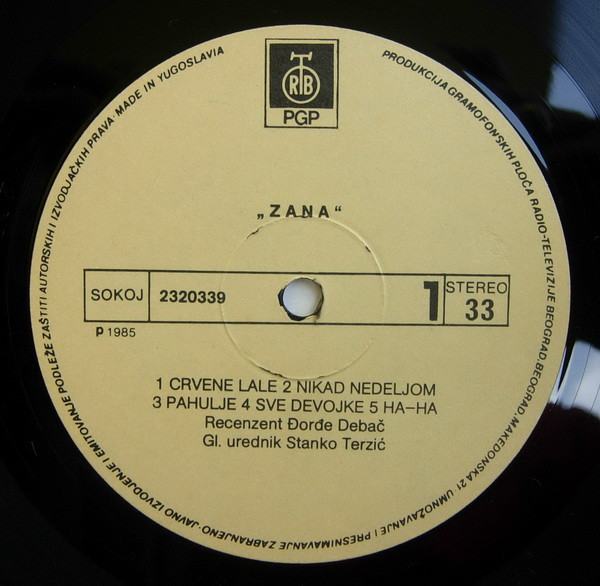 RTB
PGP
PRODUKCIJA GRAMOFONSKIH PLOČA RADIO-TELEVIZIJE BEOGRAD, BEOGRAD, MAKEDONSKA 21 UMNOŽAVANJE I PRESNIMAVANJE ZABRANJENO·JAVNO IZVODJENJE I EMITOVANJE PODLEŽE ZAŠTITI AUTORSKIH I IZVODJAČKIH PRAVA·MADE IN YUGOSLAVIA
„ZANA“
SOKOJ 2320339 1 STEREO 33
P 1985
1 CRVENE LALE 2 NIKAD NEDELJOM
3 PAHULJE 4 SVE DEVOJKE 5 HA–HA
Recenzent Đorđe Debač
Gl. urednik Stanko Terzić